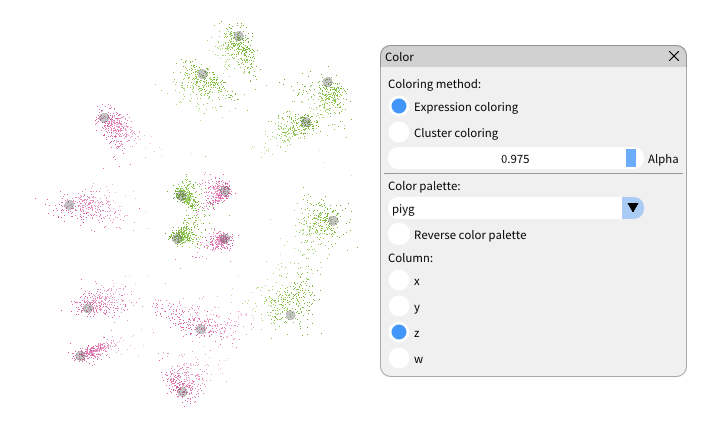 Color
Coloring method:
Expression coloring
Cluster coloring
0.975 Alpha
Color palette:
piyg
Reverse color palette
Column:
x
y
z
w